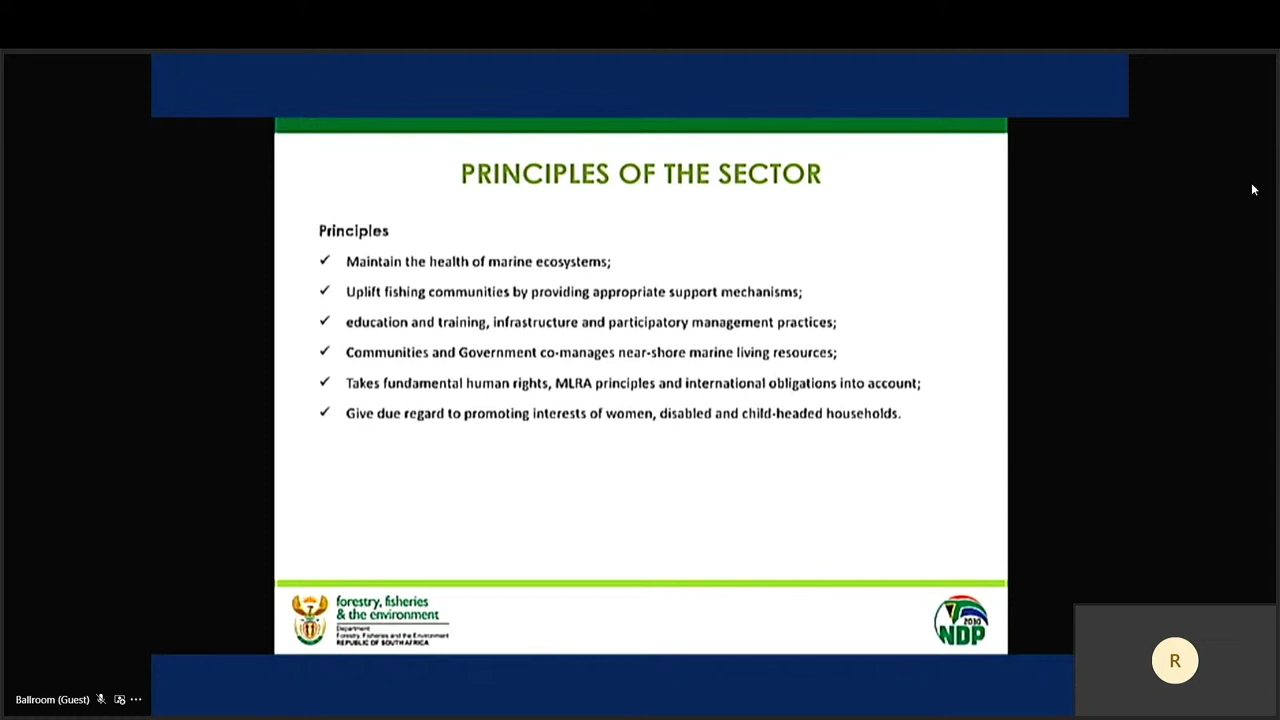 PRINCIPLES OF THE SECTOR
Principles
✓ Maintain the health of marine ecosystems;
✓ Uplift fishing communities by providing appropriate support mechanisms;
✓ education and training, infrastructure and participatory management practices;
✓ Communities and Government co-manages near-shore marine living resources;
✓ Takes fundamental human rights, MLRA principles and international obligations into account;
✓ Give due regard to promoting interests of women, disabled and child-headed households.
forestry, fisheries
& the environment
Department:
Forestry, Fisheries and the Environment
REPUBLIC OF SOUTH AFRICA
2030
NDP
R
Ballroom (Guest)